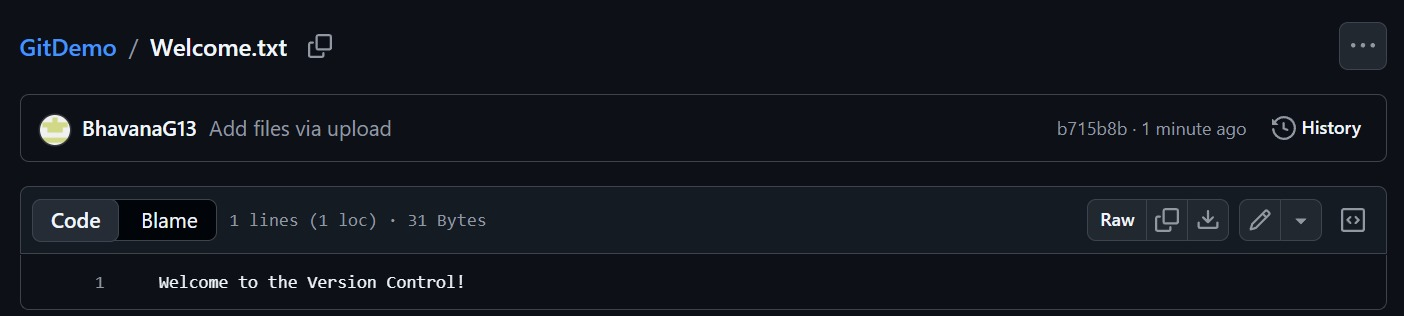 GitDemo / Welcome.txt
BhavanaG13 Add files via upload b715b8b · 1 minute ago History
Code Blame 1 lines (1 loc) · 31 Bytes Raw
1 Welcome to the Version Control!